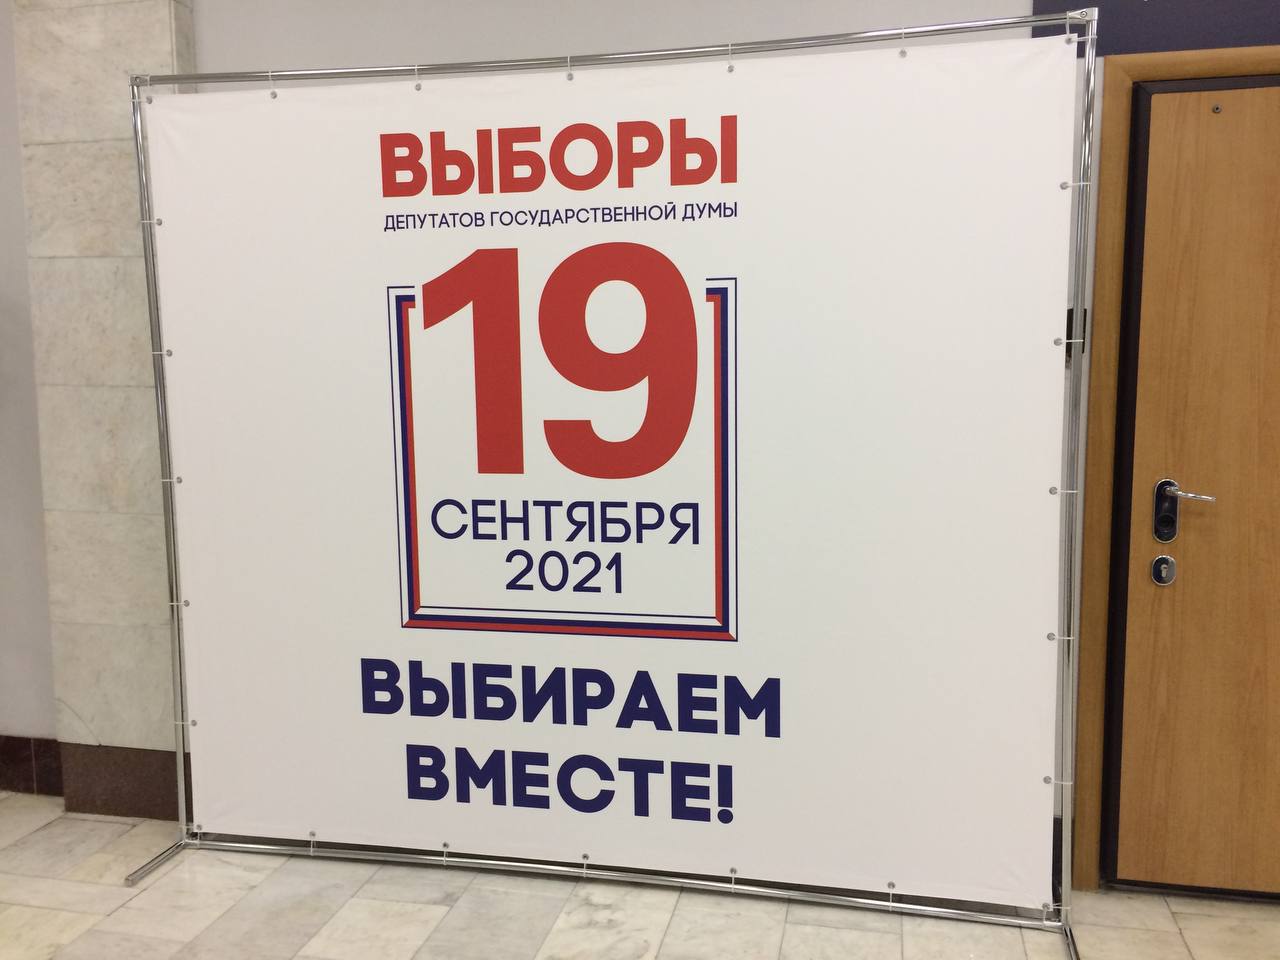 ВЫБОРЫ
ДЕПУТАТОВ ГОСУДАРСТВЕННОЙ ДУМЫ
19
СЕНТЯБРЯ
2021
ВЫБИРАЕМ
ВМЕСТЕ!